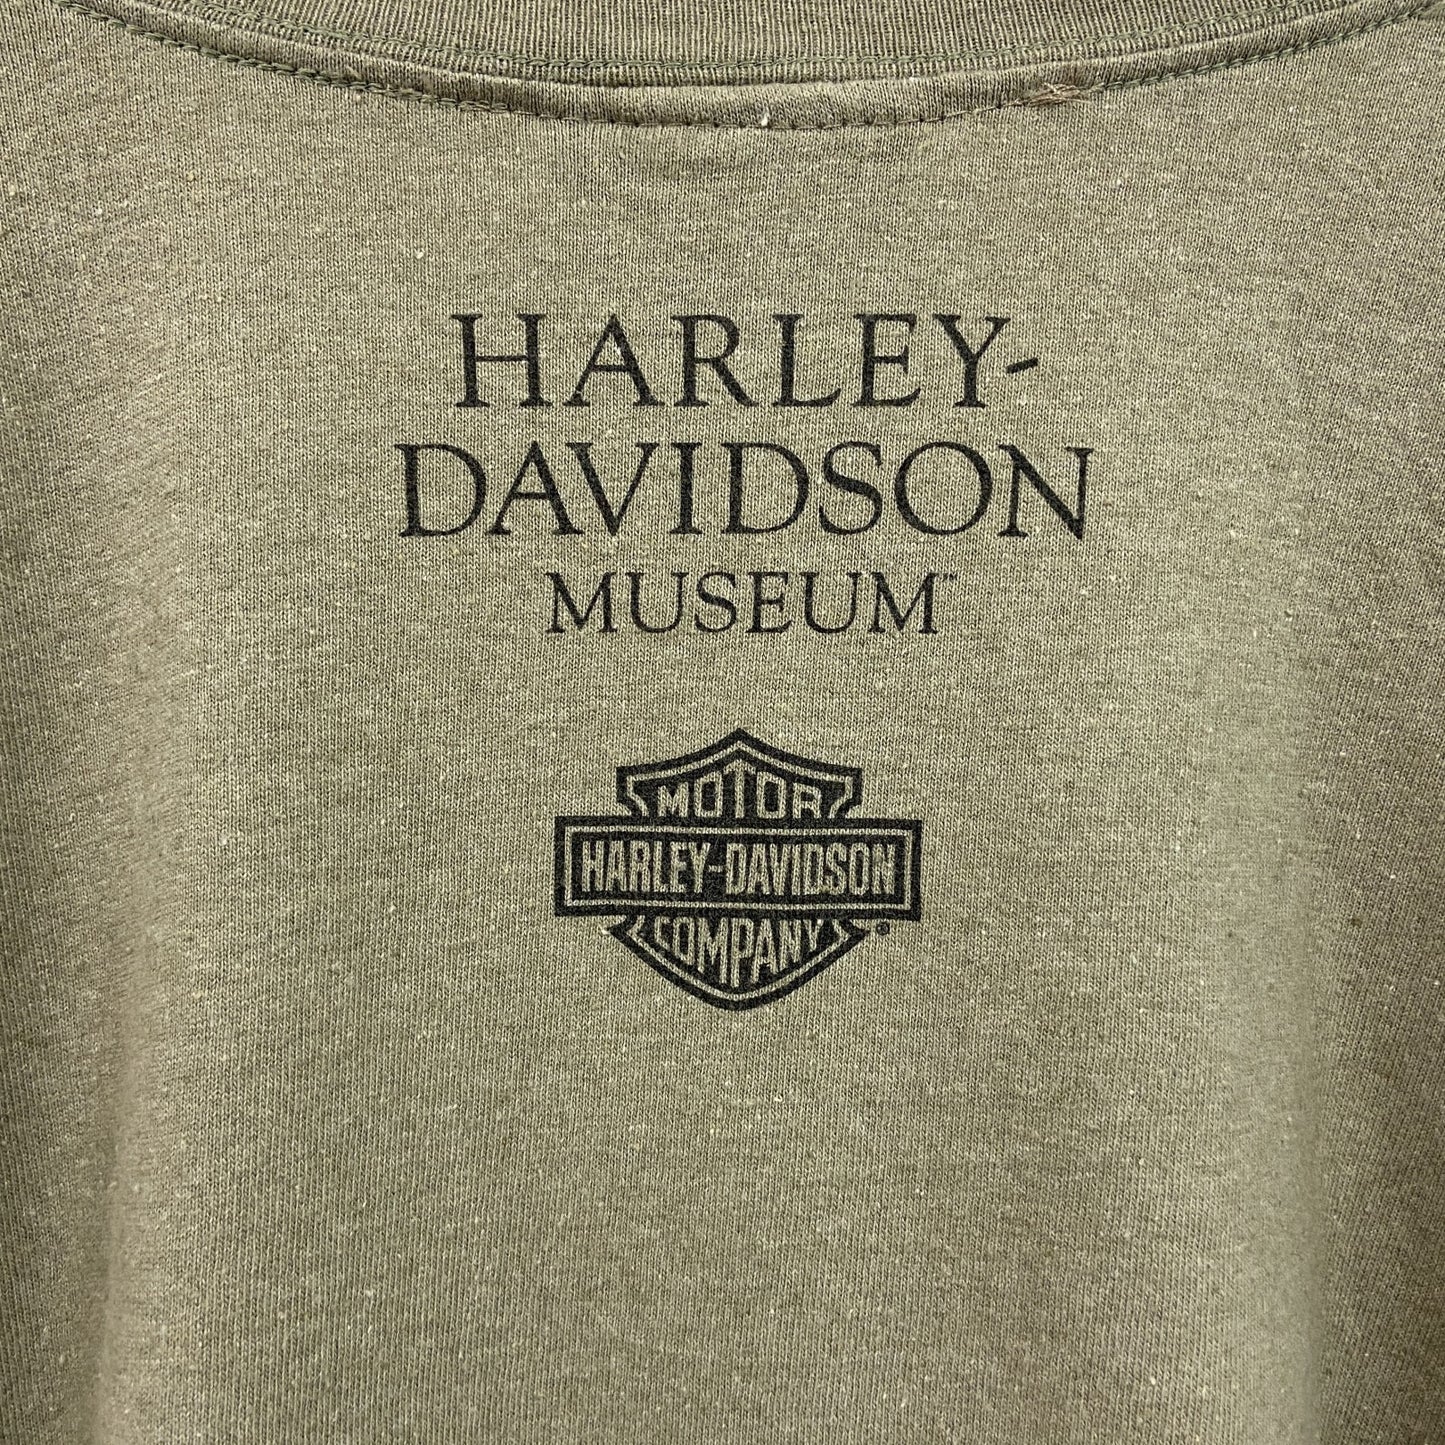 HARLEY-
DAVIDSON
MUSEUM™
MOTOR
HARLEY-DAVIDSON
COMPANY
®